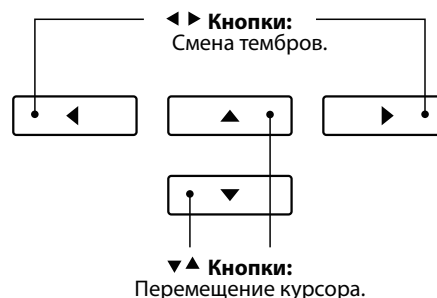 ◀ ▶ Кнопки:
Смена тембров.
◀
▲
▶
▼
▼▲ Кнопки:
Перемещение курсора.